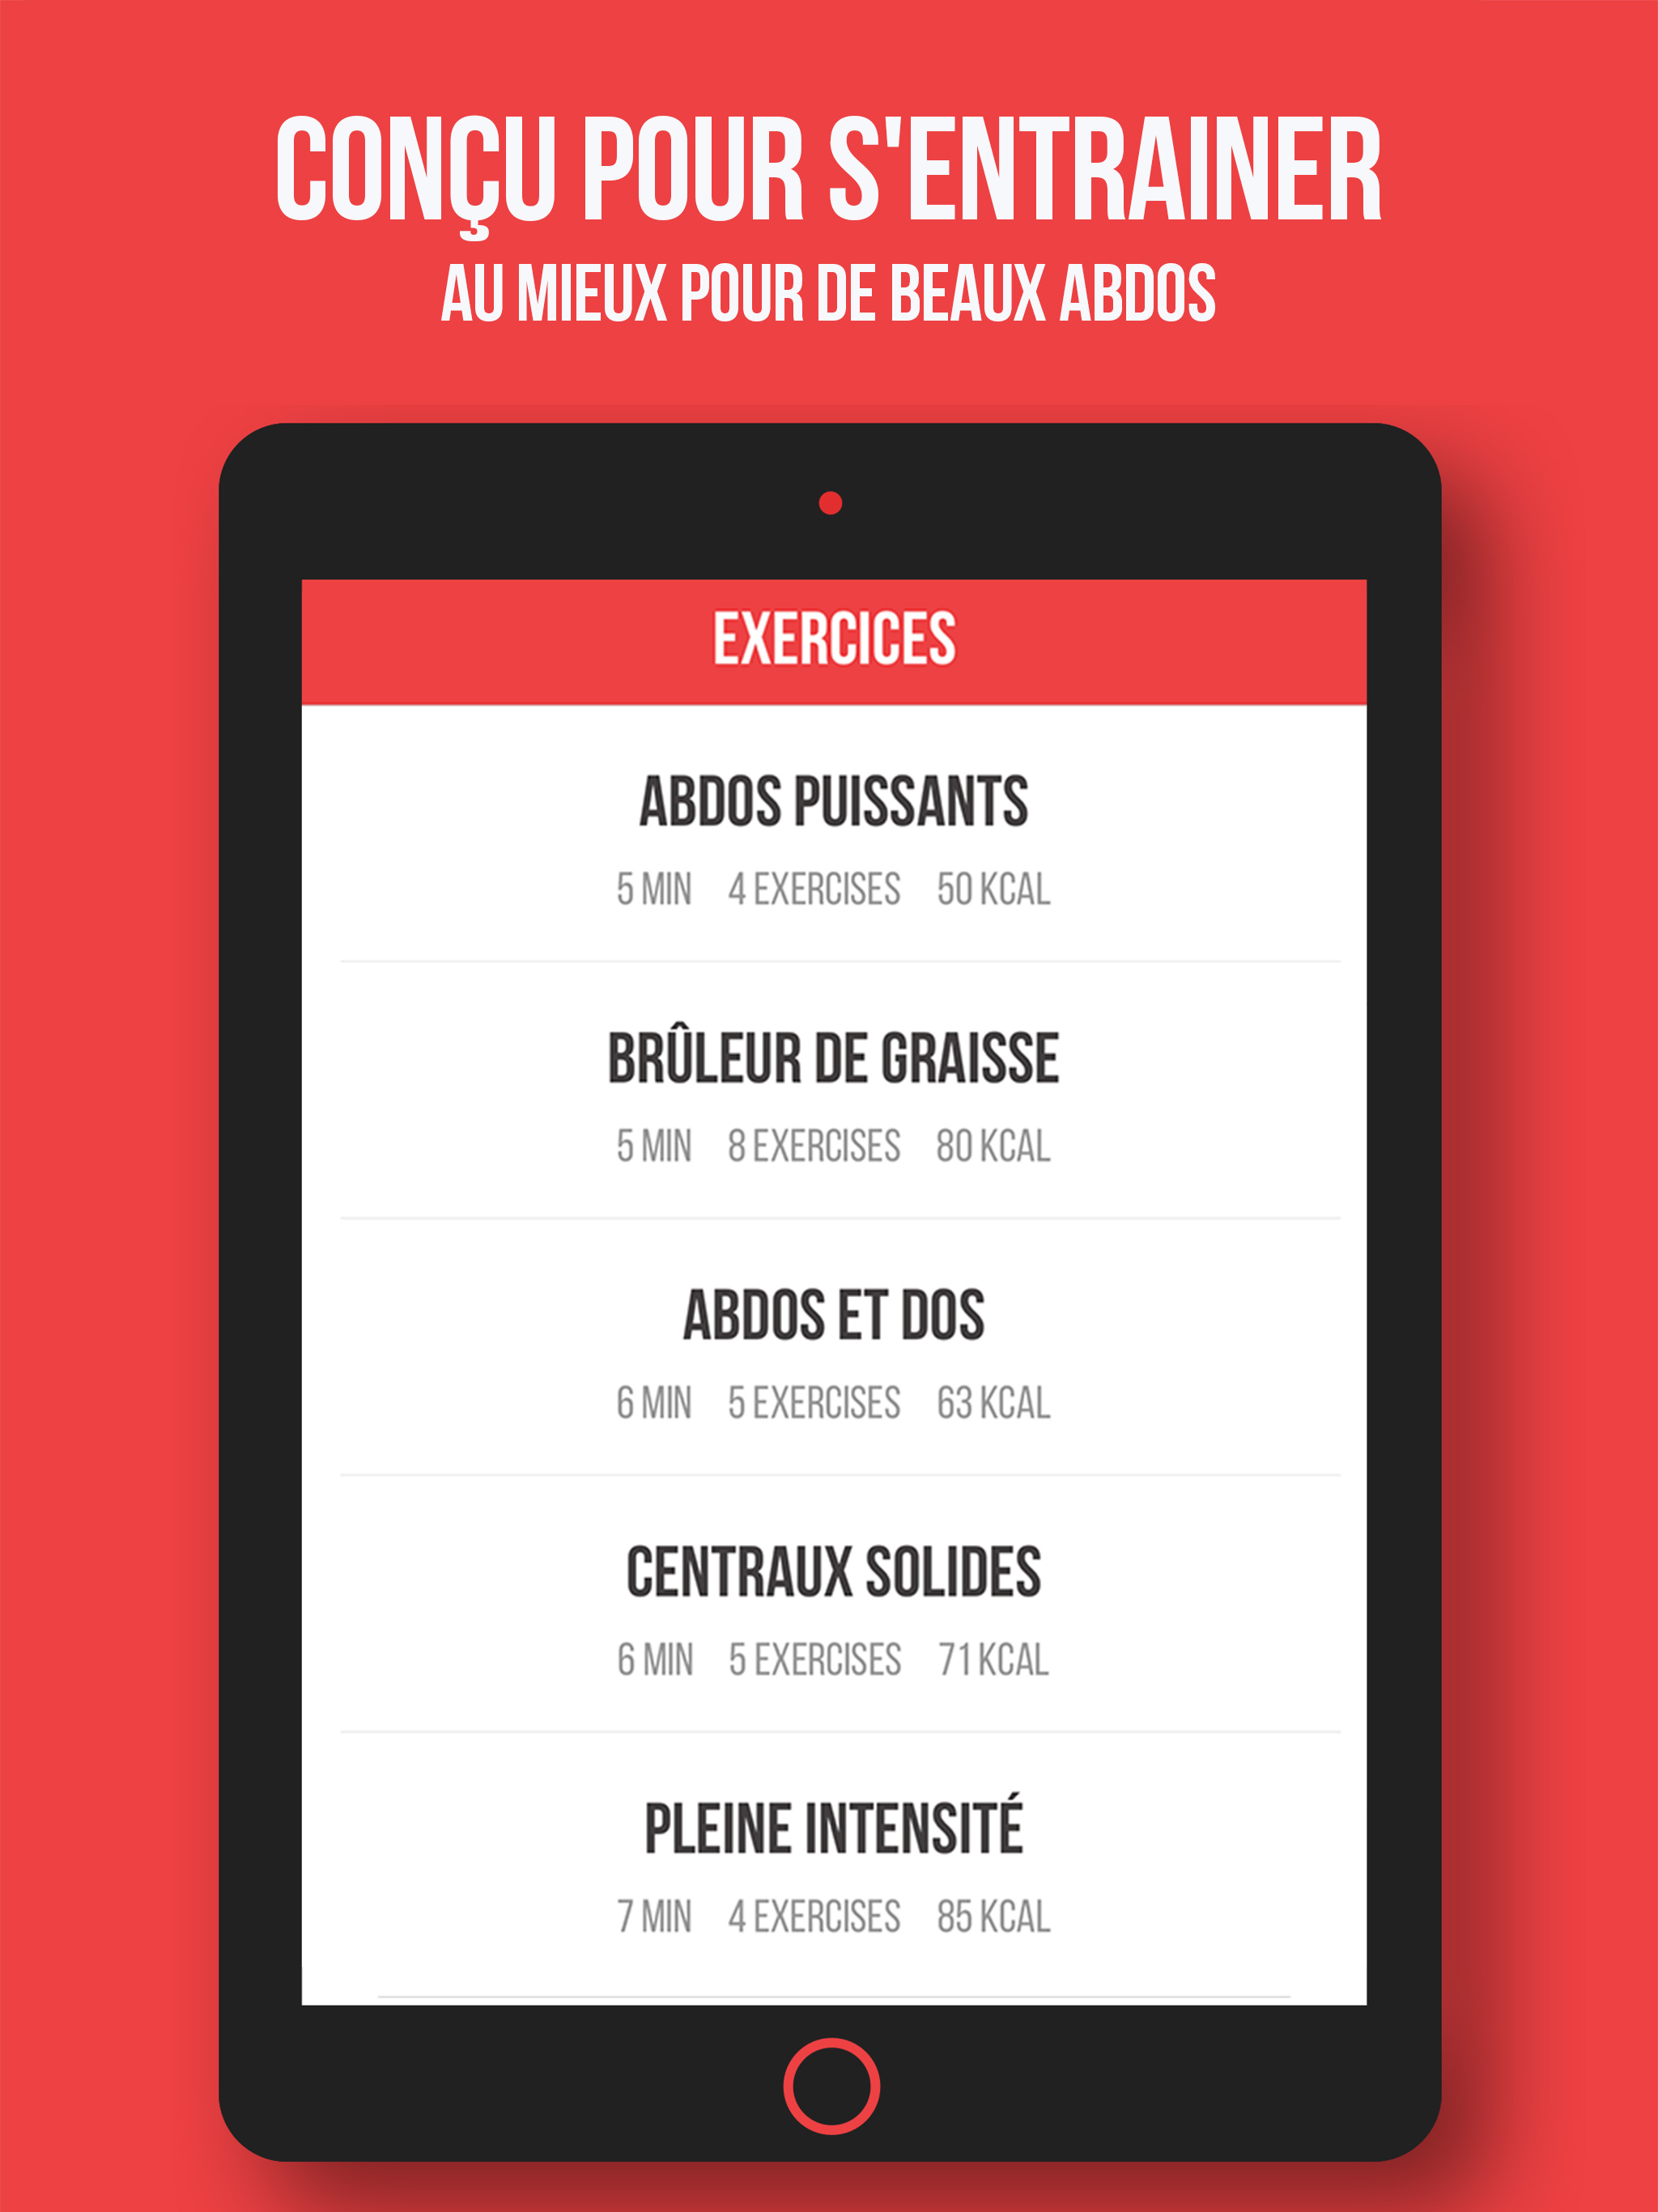 CONÇU POUR S'ENTRAINER
AU MIEUX POUR DE BEAUX ABDOS
EXERCICES
ABDOS PUISSANTS
5 MIN 4 EXERCISES 50 KCAL
BRÛLEUR DE GRAISSE
5 MIN 8 EXERCISES 80 KCAL
ABDOS ET DOS
6 MIN 5 EXERCISES 63 KCAL
CENTRAUX SOLIDES
6 MIN 5 EXERCISES 71 KCAL
PLEINE INTENSITÉ
7 MIN 4 EXERCISES 85 KCAL